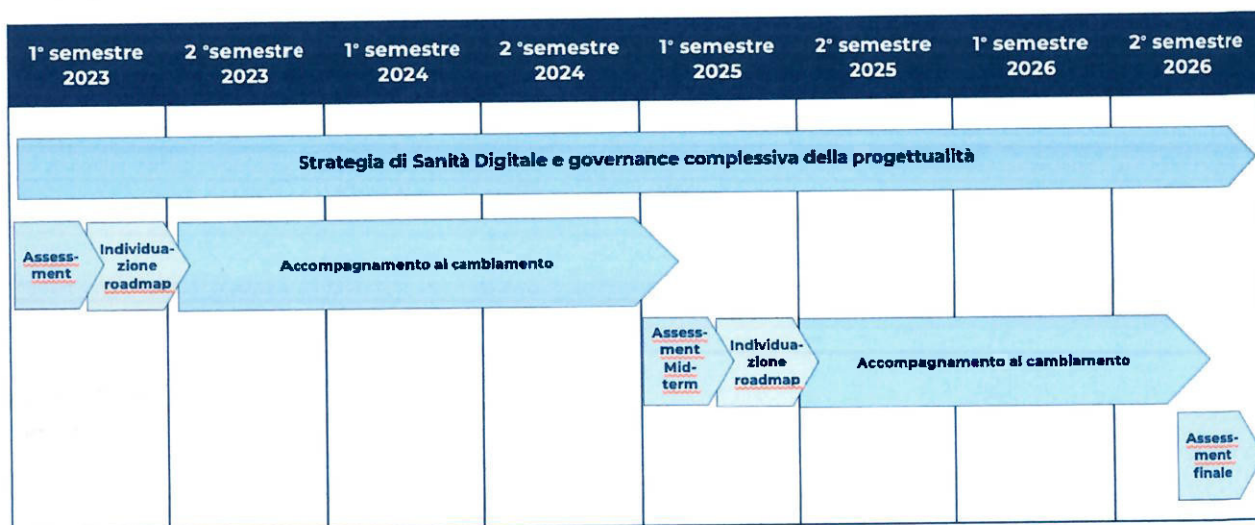 1° semestre
2023
2 °semestre
2023
1° semestre
2024
2 °semestre
2024
1° semestre
2025
2° semestre
2025
1° semestre
2026
2° semestre
2026
Strategia di Sanità Digitale e governance complessiva della progettualità
Assess-
ment
Individua-
zione
roadmap
Accompagnamento al cambiamento
Assess-
ment
Mid-
term
Individua-
zione
roadmap
Accompagnamento al cambiamento
Assess-
ment
finale